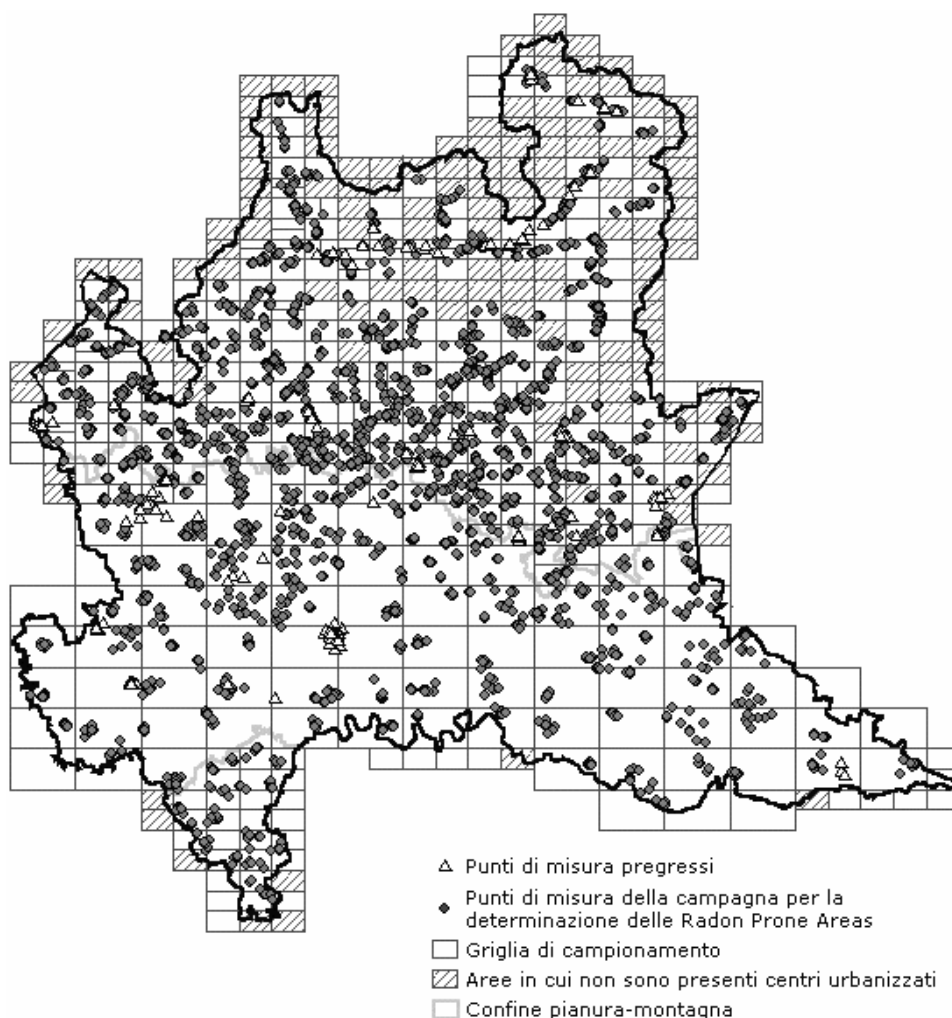 Punti di misura pregressi
Punti di misura della campagna per la
determinazione delle Radon Prone Areas
Griglia di campionamento
Aree in cui non sono presenti centri urbanizzati
Confine pianura-montagna